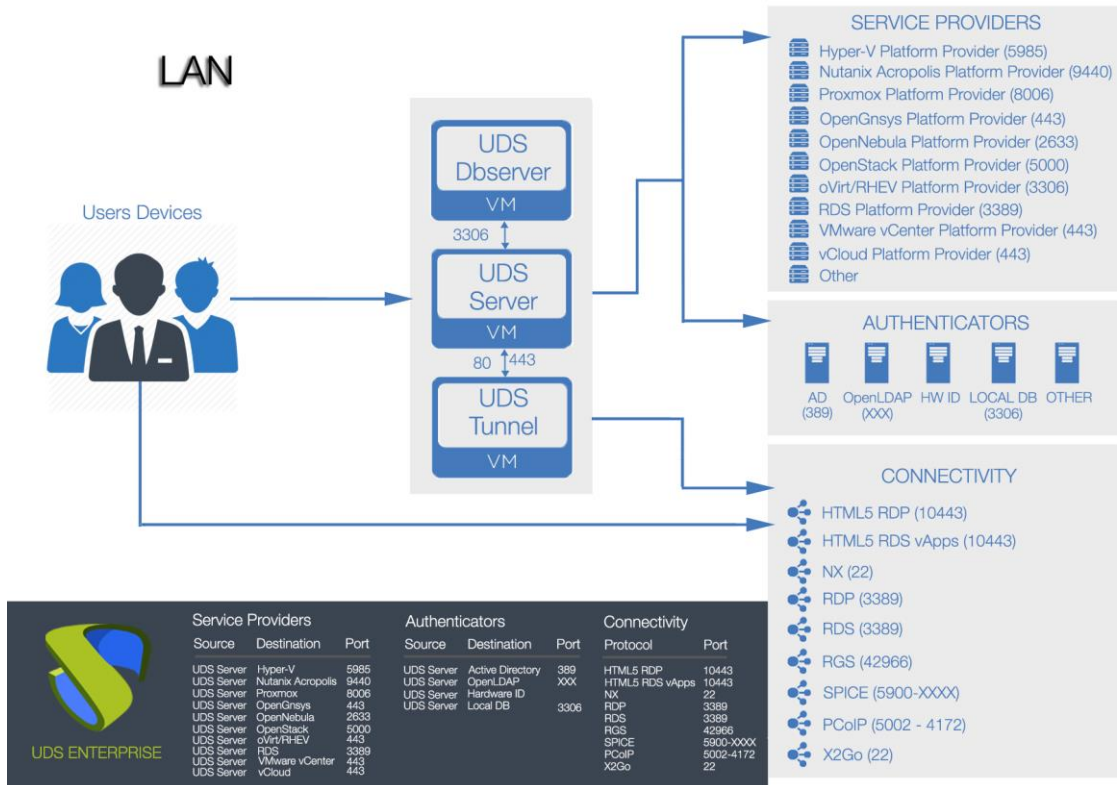 LAN
Users Devices
UDS
Dbserver
VM
3306
UDS
Server
VM
80 443
UDS
Tunnel
VM
SERVICE PROVIDERS
Hyper-V Platform Provider (5985)
Nutanix Acropolis Platform Provider (9440)
Proxmox Platform Provider (8006)
OpenGnsys Platform Provider (443)
OpenNebula Platform Provider (2633)
OpenStack Platform Provider (5000)
oVirt/RHEV Platform Provider (3306)
RDS Platform Provider (3389)
VMware vCenter Platform Provider (443)
vCloud Platform Provider (443)
Other
AUTHENTICATORS
AD OpenLDAP HW ID LOCAL DB OTHER
(389) (XXX) (3306)
CONNECTIVITY
HTML5 RDP (10443)
HTML5 RDS vApps (10443)
NX (22)
RDP (3389)
RDS (3389)
RGS (42966)
SPICE (5900-XXXX)
PCoIP (5002 - 4172)
X2Go (22)
UDS ENTERPRISE
Service Providers
Source Destination Port
UDS Server Hyper-V 5985
UDS Server Nutanix Acropolis 9440
UDS Server Proxmox 8006
UDS Server OpenGnsys 443
UDS Server OpenNebula 2633
UDS Server OpenStack 5000
UDS Server oVirt/RHEV 443
UDS Server RDS 3389
UDS Server VMware vCenter 443
UDS Server vCloud 443
Authenticators
Source Destination Port
UDS Server Active Directory 389
UDS Server OpenLDAP XXX
UDS Server Hardware ID
UDS Server Local DB 3306
Connectivity
Protocol Port
HTML5 RDP 10443
HTML5 RDS vApps 10443
NX 22
RDP 3389
RDS 3389
RGS 42966
SPICE 5900-XXXX
PCoIP 5002-4172
X2Go 22